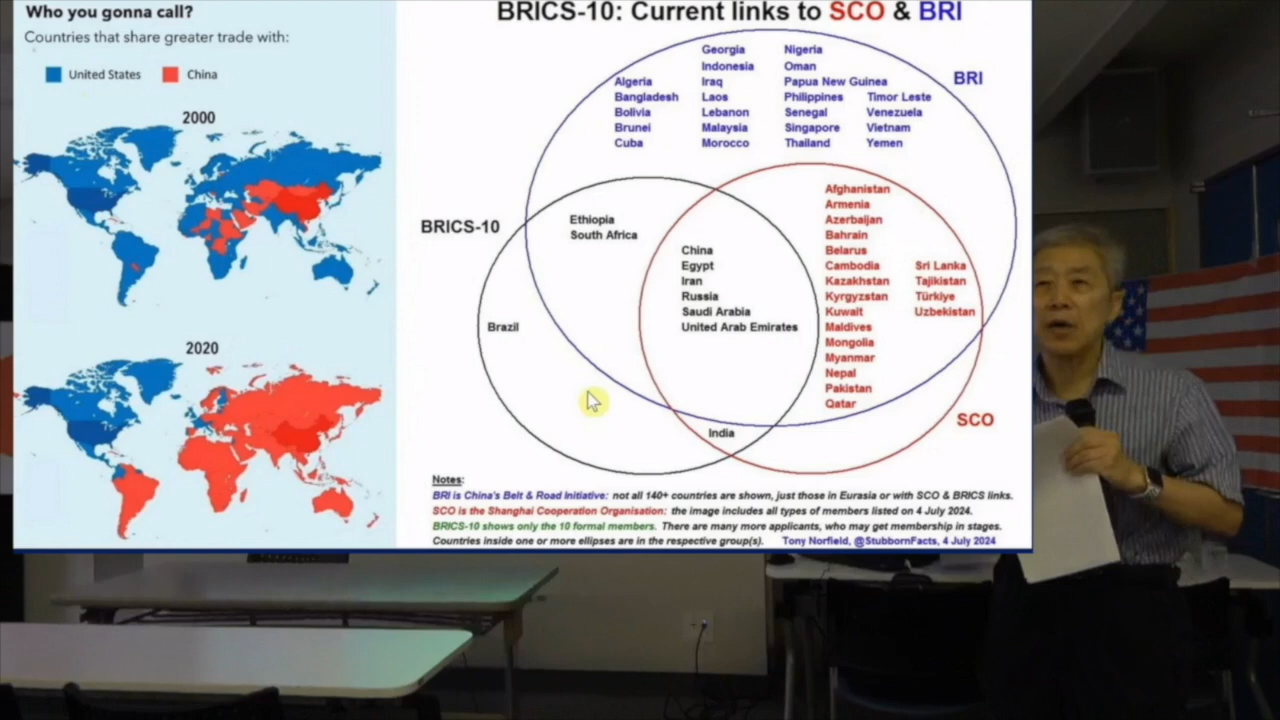 Who you gonna call?
Countries that share greater trade with:
United States
China
2000
2020
BRICS-10: Current links to SCO & BRI
BRI
BRICS-10
SCO
Algeria
Bangladesh
Bolivia
Brunei
Cuba
Georgia
Indonesia
Iraq
Laos
Lebanon
Malaysia
Morocco
Nigeria
Oman
Papua New Guinea
Philippines
Senegal
Singapore
Thailand
Timor Leste
Venezuela
Vietnam
Yemen
Ethiopia
South Africa
Brazil
China
Egypt
Iran
Russia
Saudi Arabia
United Arab Emirates
India
Afghanistan
Armenia
Azerbaijan
Bahrain
Belarus
Cambodia
Kazakhstan
Kyrgyzstan
Kuwait
Maldives
Mongolia
Myanmar
Nepal
Pakistan
Qatar
Sri Lanka
Tajikistan
Türkiye
Uzbekistan
Notes:
BRI is China's Belt & Road Initiative: not all 140+ countries are shown, just those in Eurasia or with SCO & BRICS links.
SCO is the Shanghai Cooperation Organisation: the image includes all types of members listed on 4 July 2024.
BRICS-10 shows only the 10 formal members. There are many more applicants, who may get membership in stages.
Countries inside one or more ellipses are in the respective group(s). Tony Norfield, @StubbornFacts, 4 July 2024